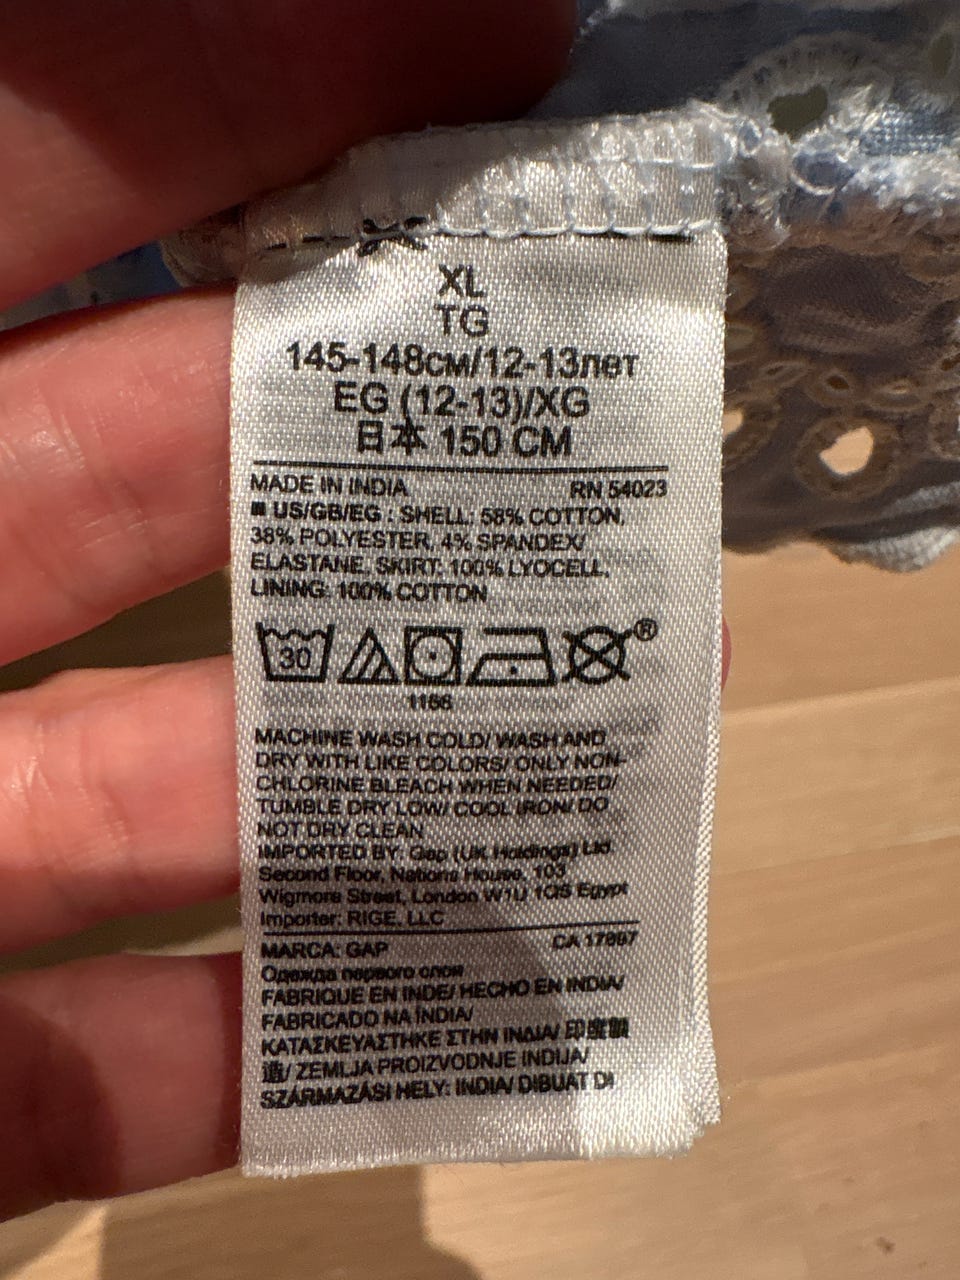 XL
TG
145-148см/12-13лет
EG (12-13)/XG
日本 150 CM
MADE IN INDIA RN 54023
■ US/GB/EG : SHELL: 58% COTTON,
38% POLYESTER, 4% SPANDEX/
ELASTANE, SKIRT: 100% LYOCELL,
LINING: 100% COTTON
30 ®
1166
MACHINE WASH COLD/ WASH AND
DRY WITH LIKE COLORS/ ONLY NON-
CHLORINE BLEACH WHEN NEEDED/
TUMBLE DRY LOW/ COOL IRON/ DO
NOT DRY CLEAN
IMPORTED BY: Gap (UK Holdings) Ltd
Second Floor, Nations House, 103
Wigmore Street, London W1U 1QS Egypt
Importer: RIGE, LLC
MARCA: GAP CA 17897
Одежда первого слоя
FABRIQUE EN INDE/ HECHO EN INDIA/
FABRICADO NA ÍNDIA/
ΚΑΤΑΣΚΕΥΑΣΤΗΚΕ ΣΤΗΝ ΙΝΔΙΑ/ 印度製
造/ ZEMLJA PROIZVODNJE INDIJA/
SZÁRMAZÁSI HELY: INDIA/ DIBUAT DI